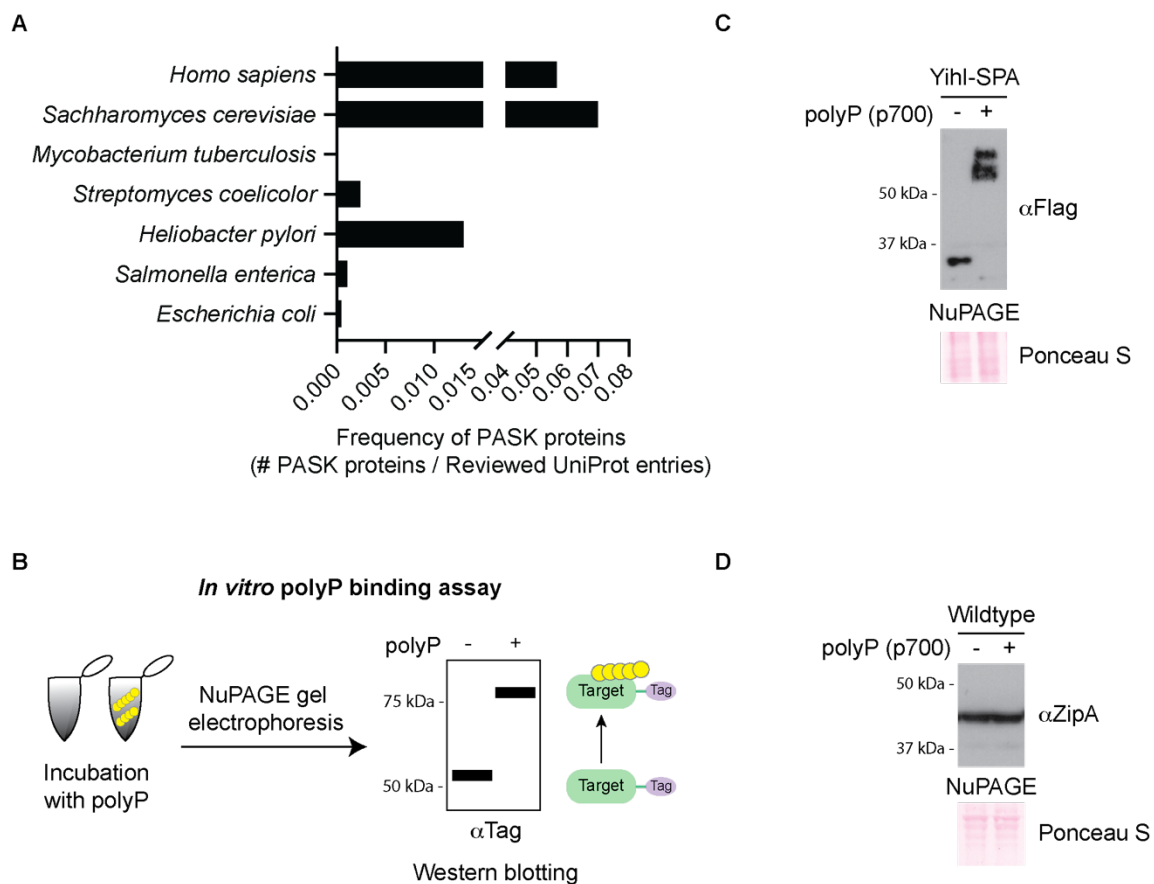 A
Homo sapiens
Sachharomyces cerevisiae
Mycobacterium tuberculosis
Streptomyces coelicolor
Heliobacter pylori
Salmonella enterica
Escherichia coli
0.000
0.005
0.010
0.015
0.04
0.05
0.06
0.07
0.08
Frequency of PASK proteins
(# PASK proteins / Reviewed UniProt entries)
B
In vitro polyP binding assay
Incubation
with polyP
NuPAGE gel
electrophoresis
polyP - +
75 kDa -
50 kDa -
αTag
Western blotting
Target Tag
Target Tag
C
YihI-SPA
polyP (p700) - +
50 kDa -
37 kDa -
αFlag
NuPAGE
Ponceau S
D
Wildtype
polyP (p700) - +
50 kDa -
αZipA
37 kDa -
NuPAGE
Ponceau S